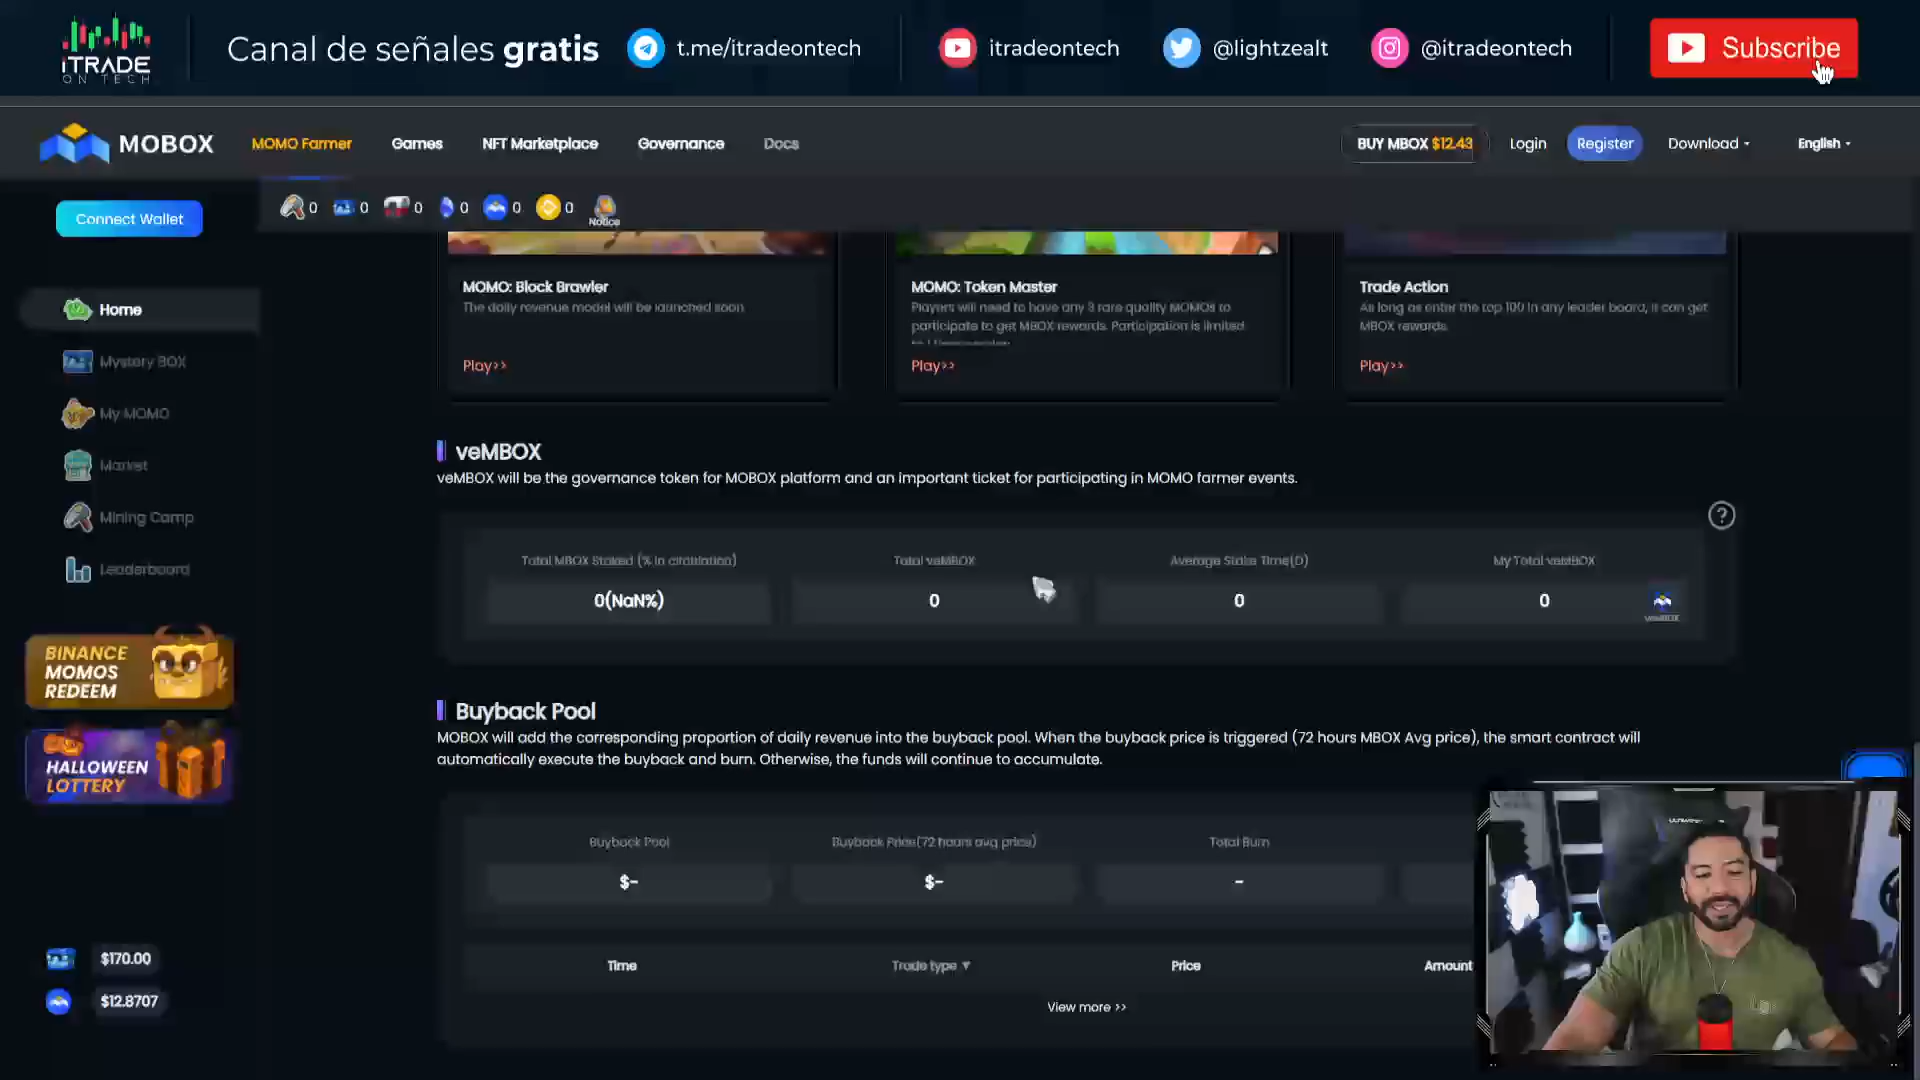 iTRADE
ON TECH
Canal de señales gratis
t.me/itradeontech
itradeontech
@lightzealt
@itradeontech
Subscribe
MOBOX
MOMO Farmer
Games
NFT Marketplace
Governance
Docs
BUY MBOX $12.43
Login
Register
Download
English
Connect Wallet
0
0
0
0
0
0
Notice
Home
Mystery BOX
My MOMO
Market
Mining Camp
Leaderboard
BINANCE
MOMOS
REDEEM
HALLOWEEN
LOTTERY
$170.00
$12.8707
MOMO: Block Brawler
The daily revenue model will be launched soon
Play>>
MOMO: Token Master
Players will need to have any 3 rare quality MOMOs to
participate to get MBOX rewards. Participation is limited
Play>>
Trade Action
As long as enter the top 100 in any leader board, it can get
MBOX rewards.
Play>>
veMBOX
veMBOX will be the governance token for MOBOX platform and an important ticket for participating in MOMO farmer events.
?
Total MBOX Staked (% in circulation)
Total veMBOX
Average Stake Time(D)
My Total veMBOX
0(NaN%)
0
0
0
veMBOX
Buyback Pool
MOBOX will add the corresponding proportion of daily revenue into the buyback pool. When the buyback price is triggered (72 hours MBOX Avg price), the smart contract will
automatically execute the buyback and burn. Otherwise, the funds will continue to accumulate.
Buyback Pool
Buyback Price(72 hours avg price)
Total Burn
$-
$-
-
Time
Trade type ▼
Price
Amount
View more >>